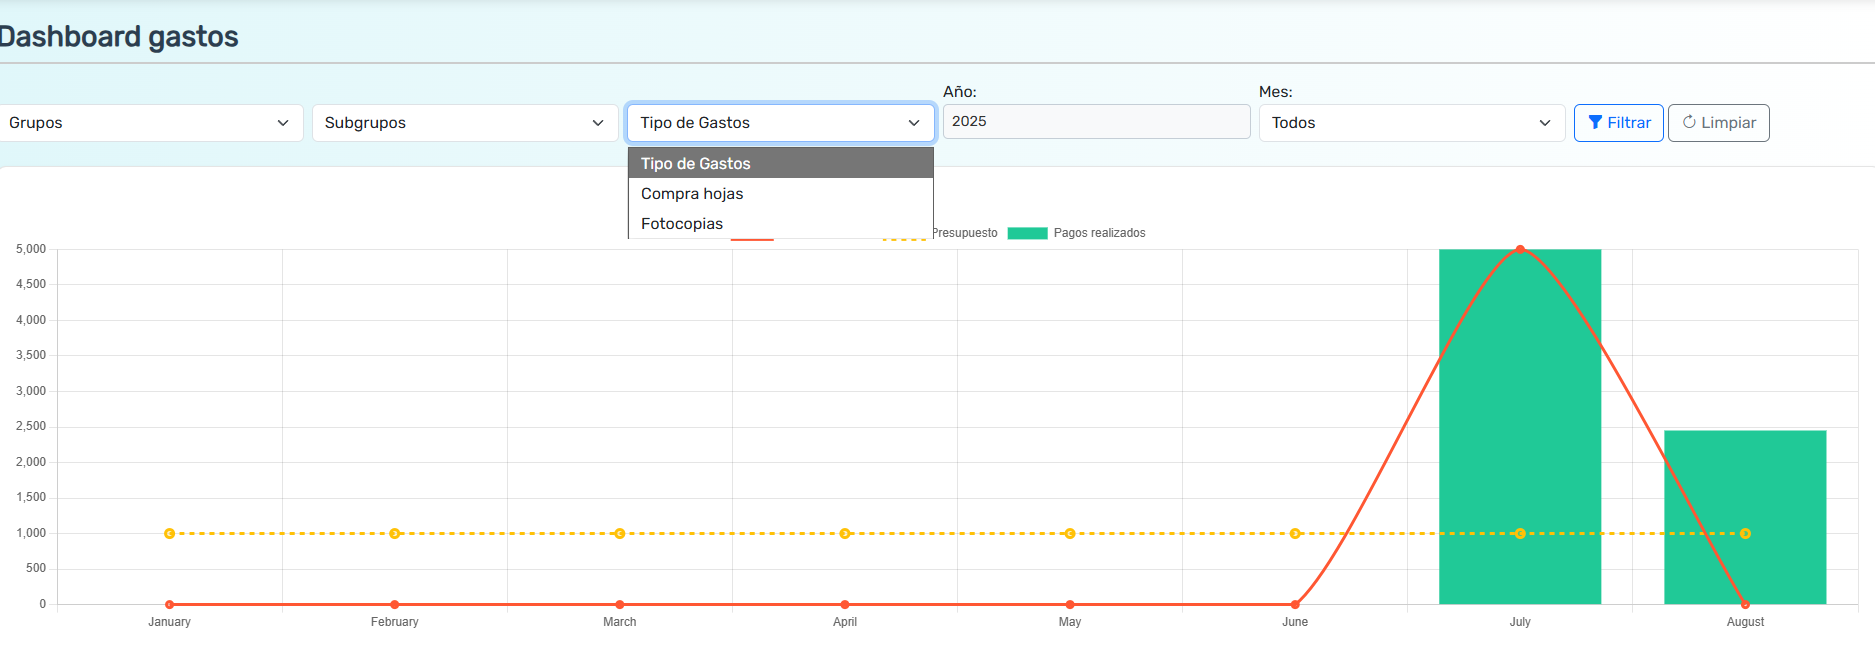 Dashboard gastos
Año:
Mes:
Grupos
Subgrupos
Tipo de Gastos
2025
Todos
Filtrar
Limpiar
Tipo de Gastos
Compra hojas
Fotocopias
Presupuesto
Pagos realizados
5,000
4,500
4,000
3,500
3,000
2,500
2,000
1,500
1,000
500
0
January
February
March
April
May
June
July
August